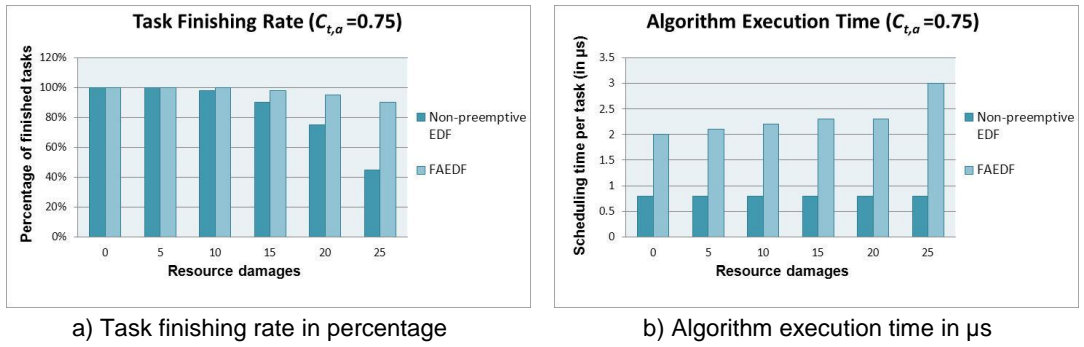 Task Finishing Rate (C_t,a =0.75)
Percentage of finished tasks
120%
100%
80%
60%
40%
20%
0%
0 5 10 15 20 25
Resource damages
Non-preemptive
EDF
FAEDF
a) Task finishing rate in percentage
Algorithm Execution Time (C_t,a =0.75)
Scheduling time per task (in µs)
3.5
3
2.5
2
1.5
1
0.5
0
0 5 10 15 20 25
Resource damages
Non-preemptive
EDF
FAEDF
b) Algorithm execution time in µs